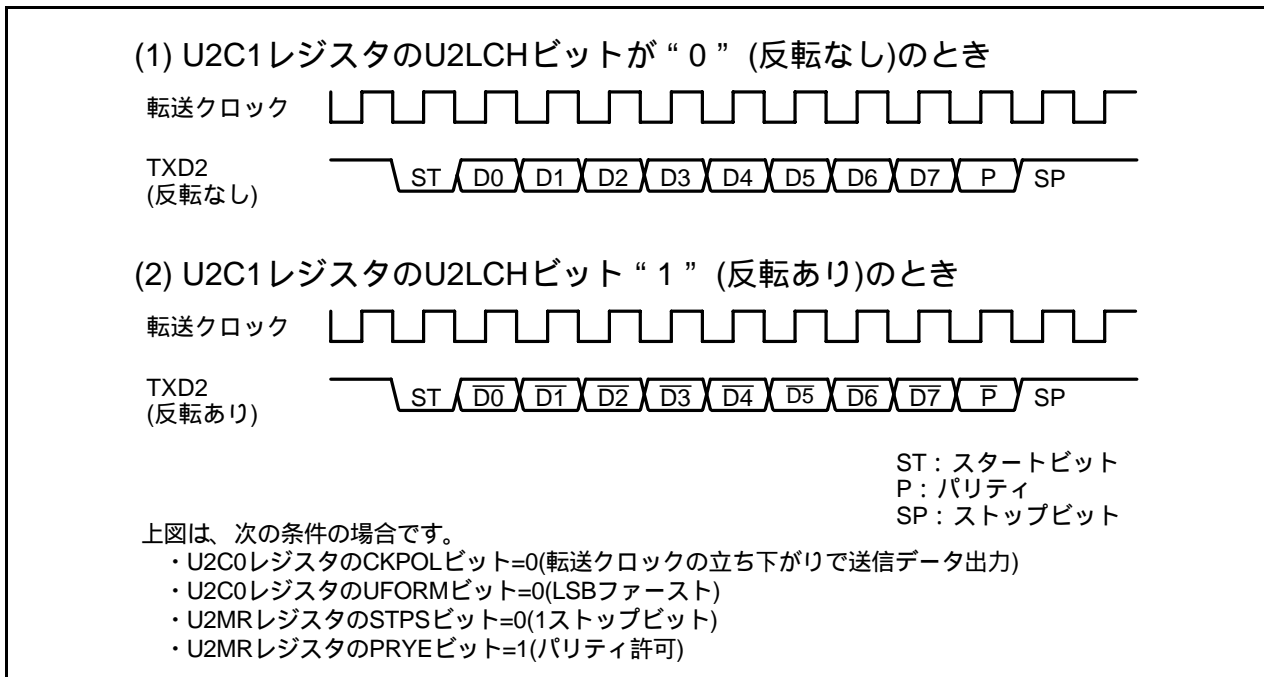 (1) U2C1レジスタのU2LCHビットが“0”(反転なし)のとき
転送クロック
TXD2
(反転なし)
ST D0 D1 D2 D3 D4 D5 D6 D7 P SP
(2) U2C1レジスタのU2LCHビット“1”(反転あり)のとき
転送クロック
TXD2
(反転あり)
ST D̅0̅ D̅1̅ D̅2̅ D̅3̅ D̅4̅ D̅5̅ D̅6̅ D̅7̅ P̅ SP
ST:スタートビット
P:パリティ
SP:ストップビット
上図は、次の条件の場合です。
・U2C0レジスタのCKPOLビット=0(転送クロックの立ち下がりで送信データ出力)
・U2C0レジスタのUFORMビット=0(LSBファースト)
・U2MRレジスタのSTPSビット=0(1ストップビット)
・U2MRレジスタのPRYEビット=1(パリティ許可)